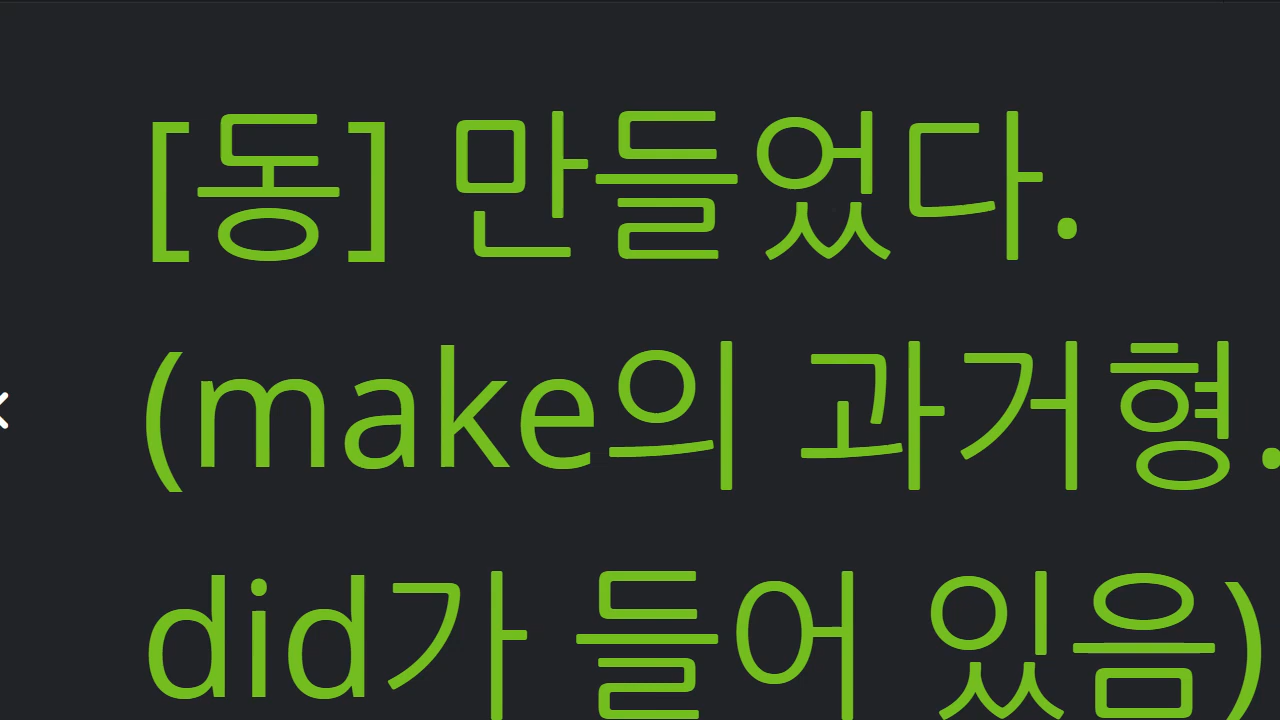 [동] 만들었다.
(make의 과거형.
did가 들어 있음)